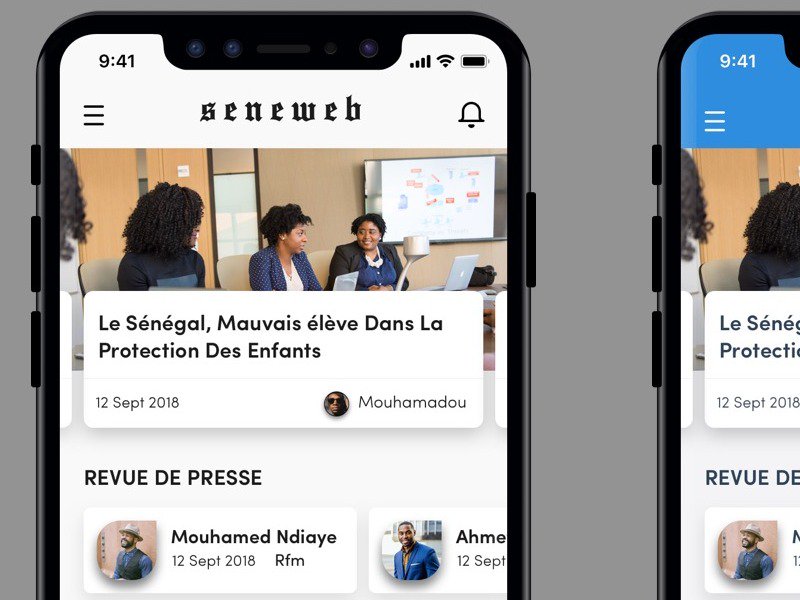 9:41
seneweb
Le Sénégal, Mauvais élève Dans La
Protection Des Enfants
12 Sept 2018
Mouhamadou
REVUE DE PRESSE
Mouhamed Ndiaye
12 Sept 2018 Rfm
Ahme
12 Sept
9:41
Le Sénég
Protectio
12 Sept 2018
REVUE DE